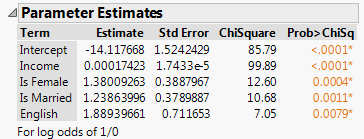 Parameter Estimates
Term Estimate Std Error ChiSquare Prob>ChiSq
Intercept -14.117668 1.5242429 85.79 <.0001*
Income 0.00017423 1.7433e-5 99.89 <.0001*
Is Female 1.38009263 0.3887967 12.60 0.0004*
Is Married 1.23863996 0.3789887 10.68 0.0011*
English 1.88939661 0.711653 7.05 0.0079*
For log odds of 1/0